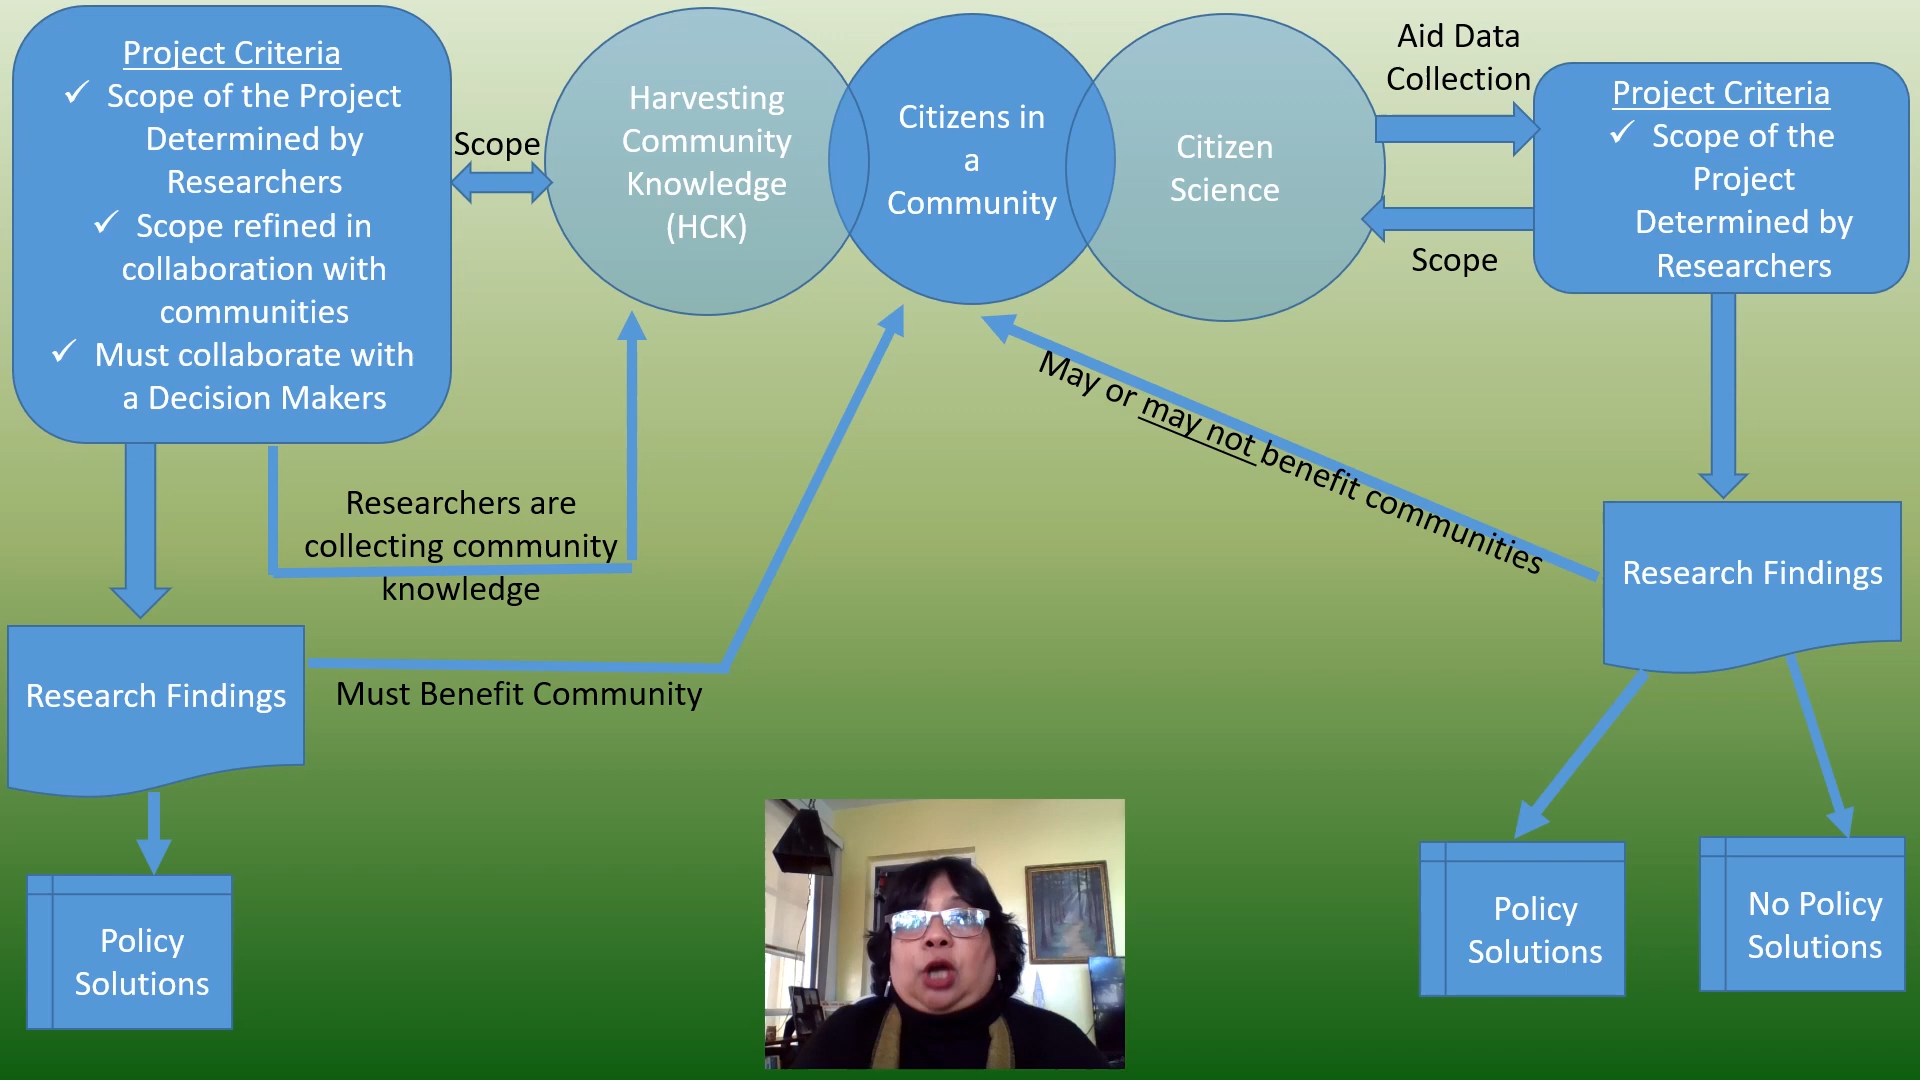 Project Criteria
✓ Scope of the Project
Determined by
Researchers
✓ Scope refined in
collaboration with
communities
✓ Must collaborate with
a Decision Makers
Scope
Harvesting
Community
Knowledge
(HCK)
Citizens in
a
Community
Citizen
Science
Aid Data
Collection
Scope
Project Criteria
✓ Scope of the
Project
Determined by
Researchers
Researchers are
collecting community
knowledge
May or may not benefit communities
Research Findings
Must Benefit Community
Research Findings
Policy
Solutions
Policy
Solutions
No Policy
Solutions